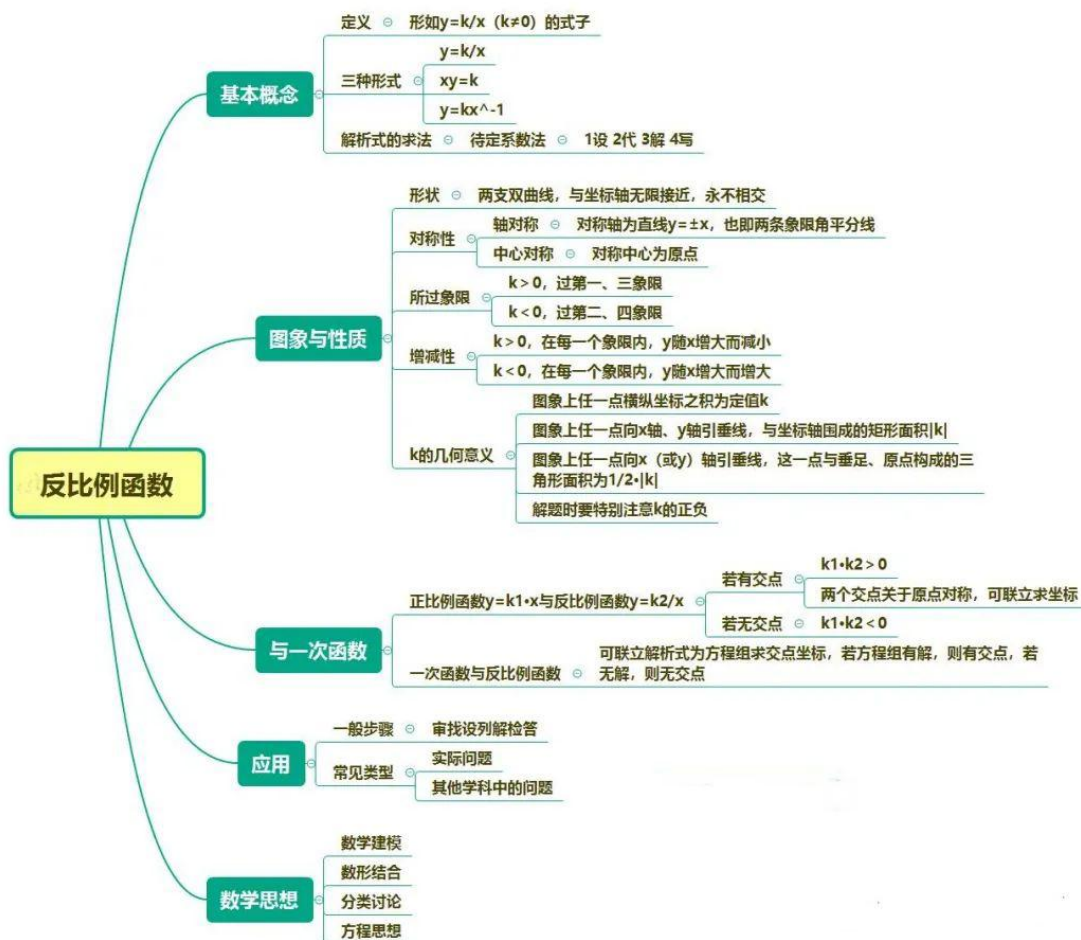 反比例函数
基本概念
定义
形如y=k/x（k≠0）的式子
三种形式
y=k/x
xy=k
y=kx^-1
解析式的求法
待定系数法
1设 2代 3解 4写
图象与性质
形状
两支双曲线，与坐标轴无限接近，永不相交
对称性
轴对称
对称轴为直线y=±x，也即两条象限角平分线
中心对称
对称中心为原点
所过象限
k＞0，过第一、三象限
k＜0，过第二、四象限
增减性
k＞0，在每一个象限内，y随x增大而减小
k＜0，在每一个象限内，y随x增大而增大
k的几何意义
图象上任一点横纵坐标之积为定值k
图象上任一点向x轴、y轴引垂线，与坐标轴围成的矩形面积|k|
图象上任一点向x（或y）轴引垂线，这一点与垂足、原点构成的三
角形面积为1/2•|k|
解题时要特别注意k的正负
与一次函数
正比例函数y=k1•x与反比例函数y=k2/x
若有交点
k1•k2＞0
两个交点关于原点对称，可联立求坐标
若无交点
k1•k2＜0
一次函数与反比例函数
可联立解析式为方程组求交点坐标，若方程组有解，则有交点，若
无解，则无交点
应用
一般步骤
审找设列解检答
常见类型
实际问题
其他学科中的问题
数学思想
数学建模
数形结合
分类讨论
方程思想